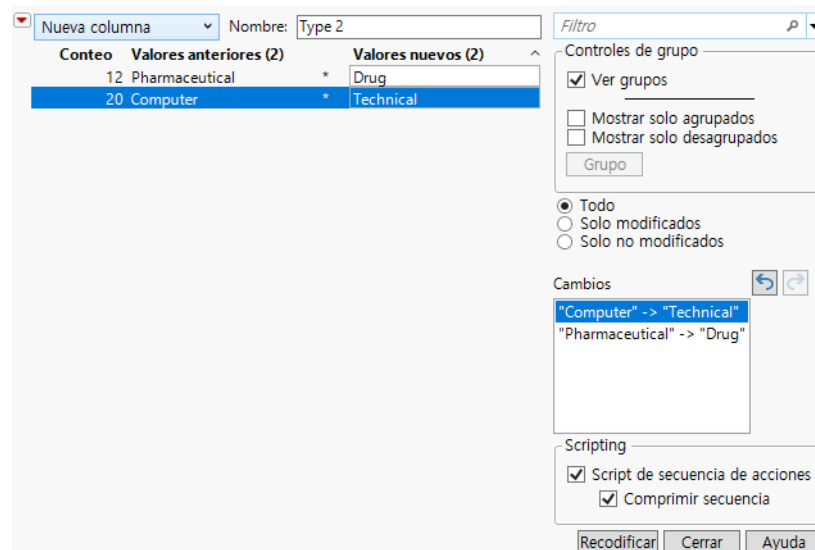 Nueva columna Nombre: Type 2
Conteo Valores anteriores (2) Valores nuevos (2)
12 Pharmaceutical * Drug
20 Computer * Technical
Filtro
Controles de grupo
Ver grupos
Mostrar solo agrupados
Mostrar solo desagrupados
Grupo
Todo
Solo modificados
Solo no modificados
Cambios
"Computer" -> "Technical"
"Pharmaceutical" -> "Drug"
Scripting
Script de secuencia de acciones
Comprimir secuencia
Recodificar Cerrar Ayuda